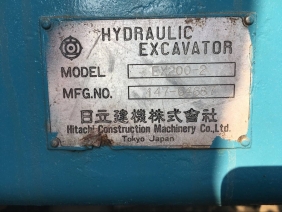 HYDRAULIC
EXCAVATOR
MODEL EX200-2
MFG.NO.
日立建機株式會社
Hitachi Construction Machinery Co.,Ltd.
Tokyo Japan